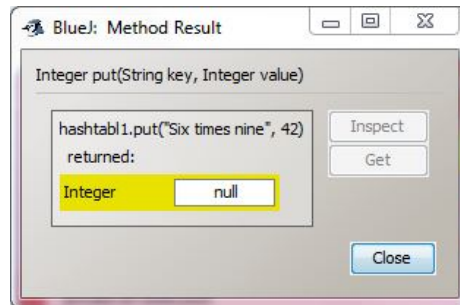 BlueJ: Method Result
Integer put(String key, Integer value)
hashtabl1.put("Six times nine", 42)
returned:
Integer null
Inspect
Get
Close